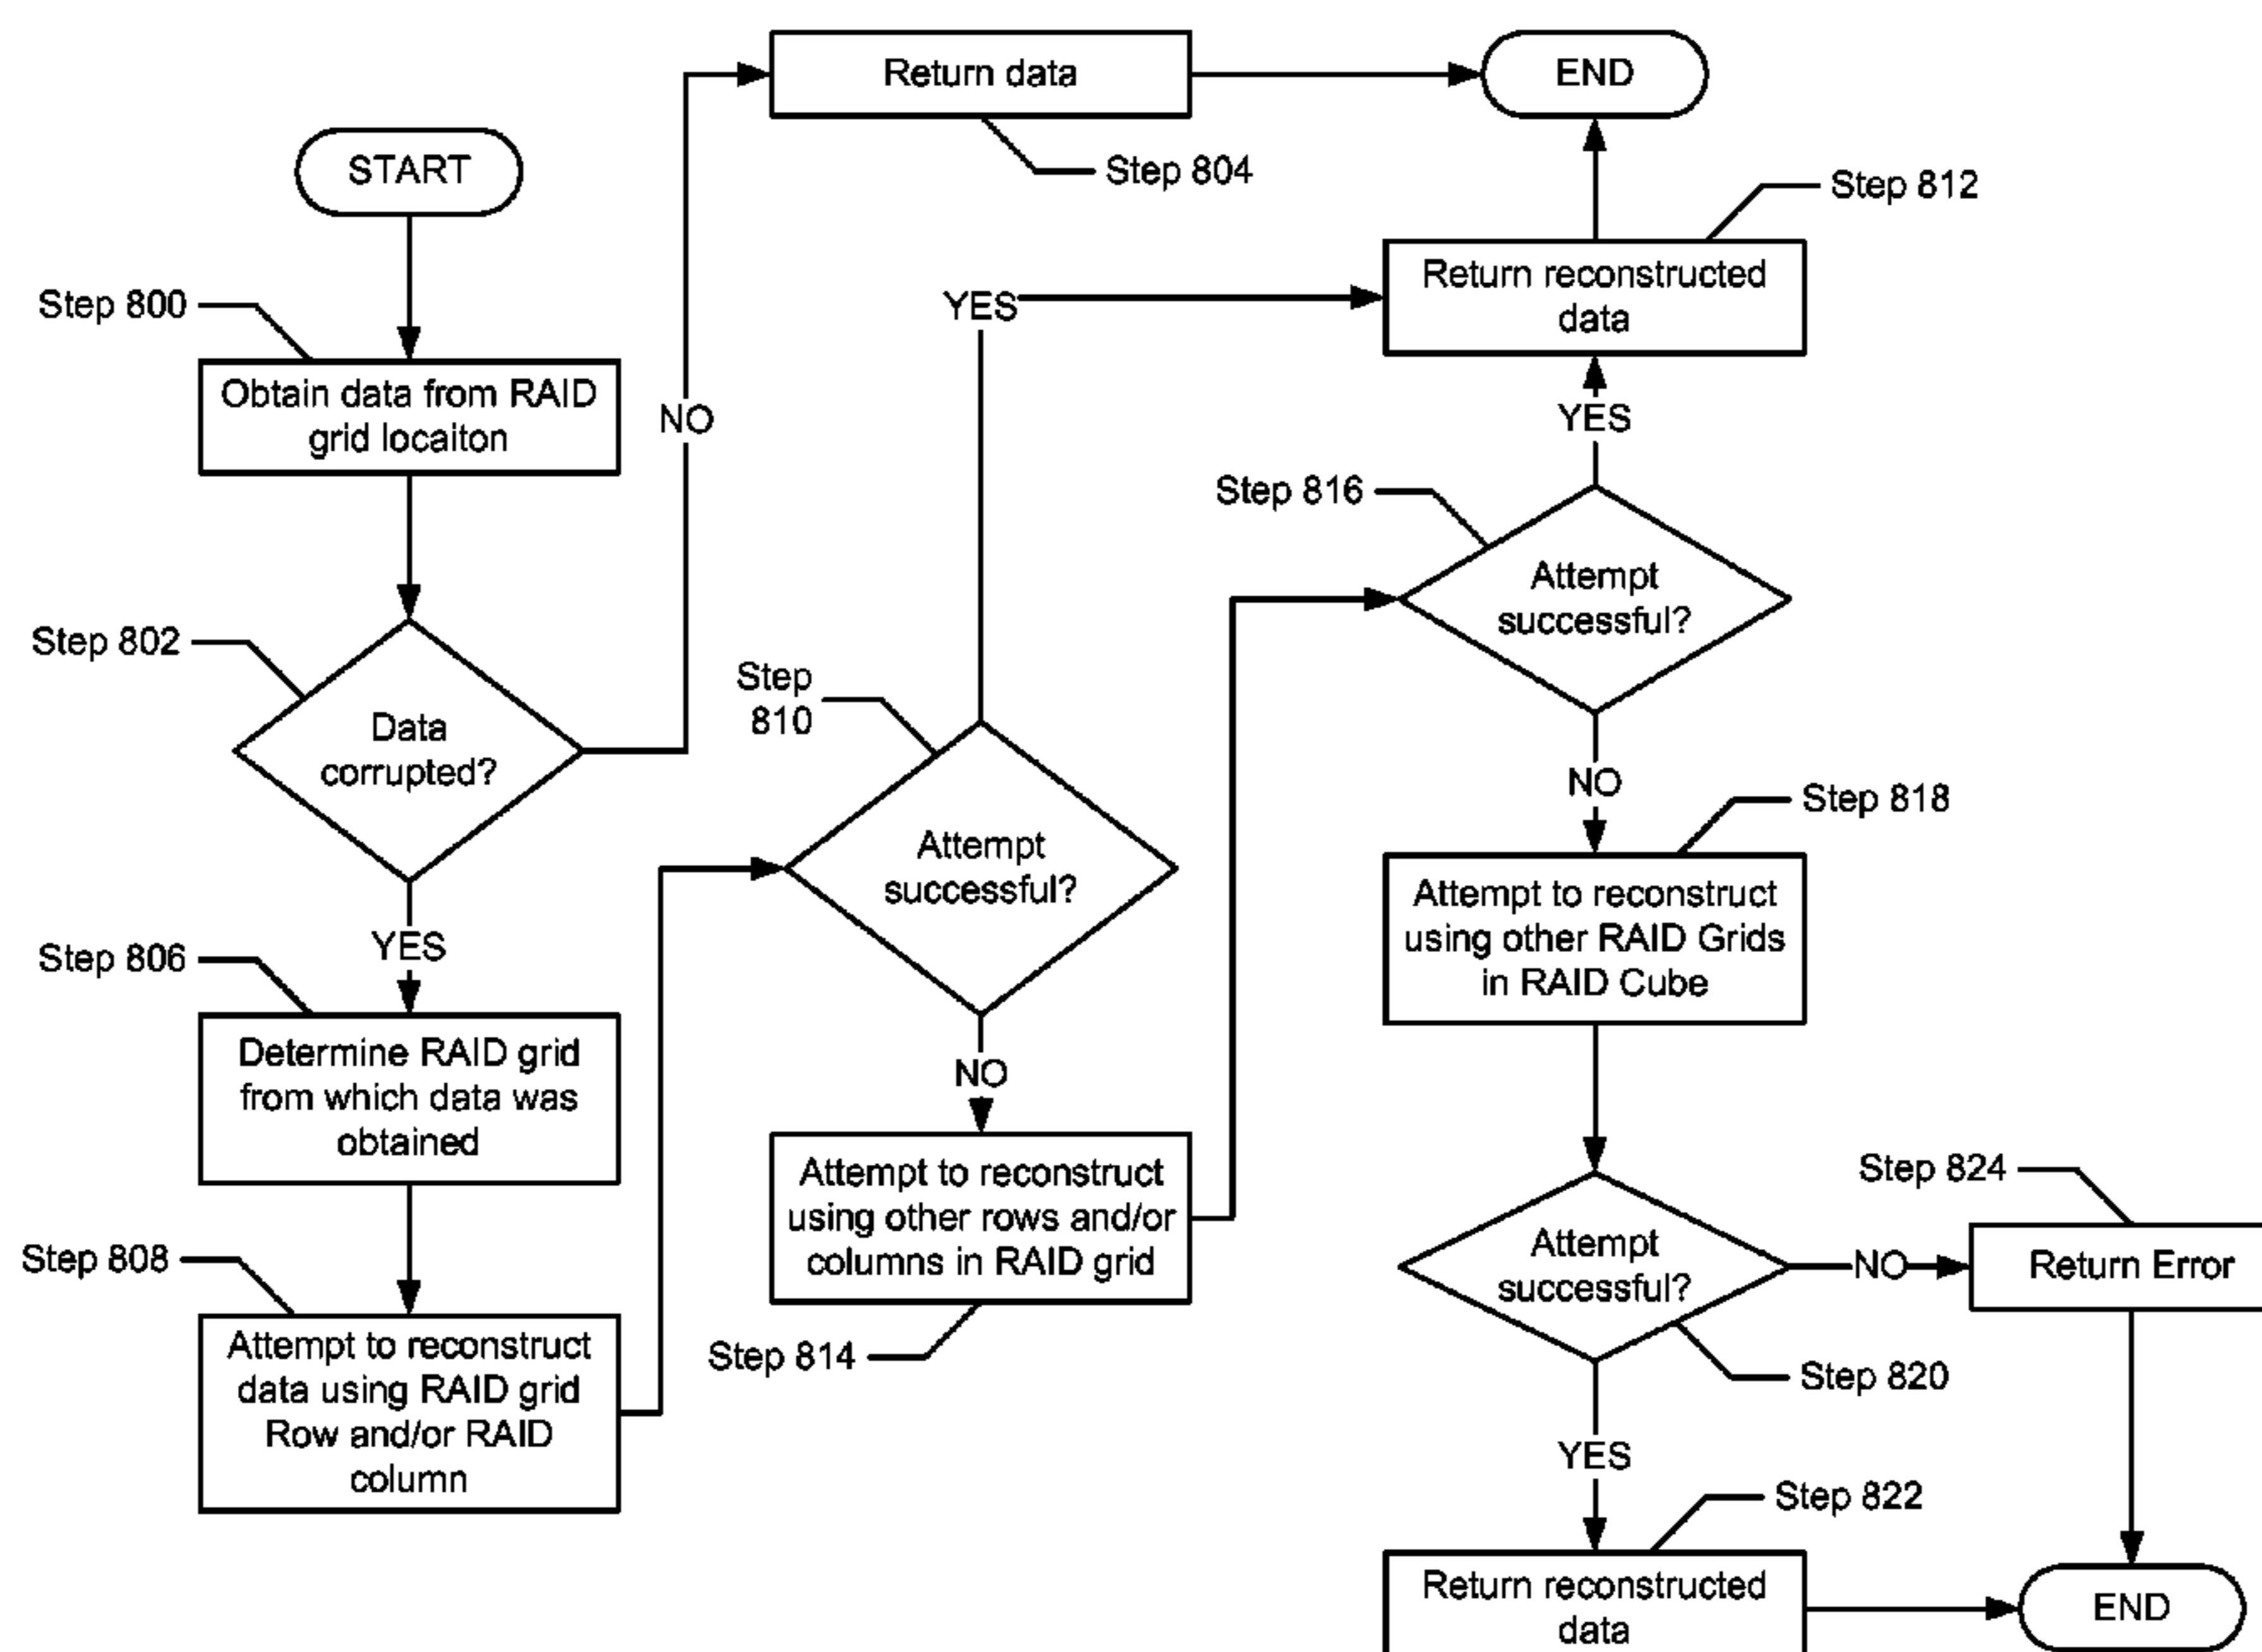 START
Step 800
Obtain data from RAID
grid locaiton
Step 802
Data
corrupted?
NO
Return data
Step 804
END
YES
Step 806
Determine RAID grid
from which data was
obtained
Step 808
Attempt to reconstruct
data using RAID grid
Row and/or RAID
column
Step
810
Attempt
successful?
YES
Return reconstructed
data
Step 812
NO
Attempt to reconstruct
using other rows and/or
columns in RAID grid
Step 814
Step 816
Attempt
successful?
YES
NO
Step 818
Attempt to reconstruct
using other RAID Grids
in RAID Cube
Attempt
successful?
Step 820
NO
Step 824
Return Error
YES
Step 822
Return reconstructed
data
END